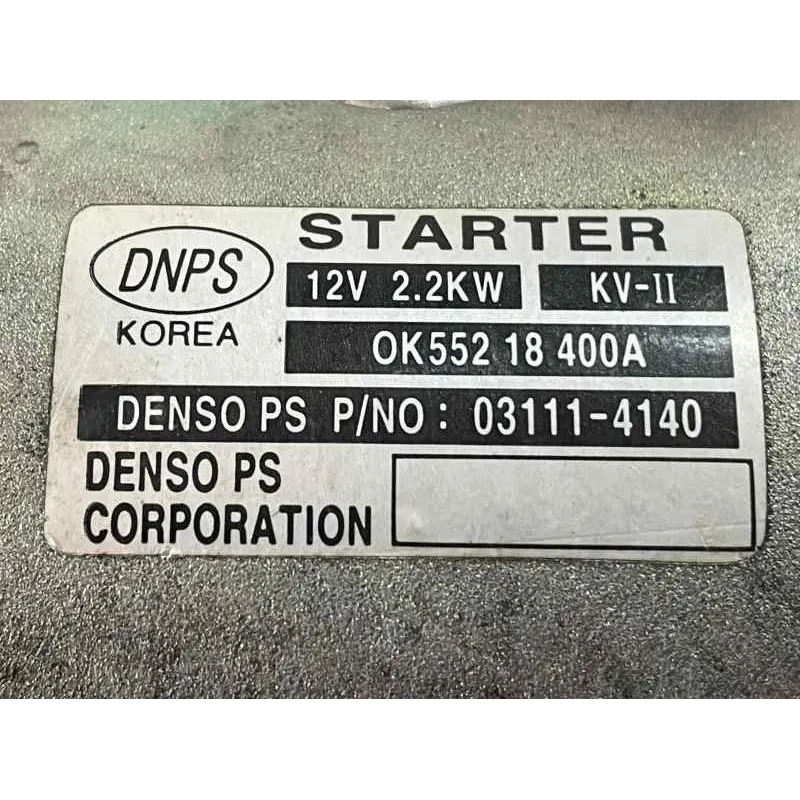 STARTER
DNPS
KOREA
12V 2.2KW KV-II
OK552 18 400A
DENSO PS P/NO : 03111-4140
DENSO PS
CORPORATION